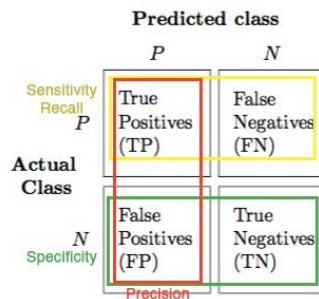 Predicted class
P N
Sensitivity
Recall
P
True
Positives
(TP)
False
Negatives
(FN)
Actual
Class
N
Specificity
False
Positives
(FP)
True
Negatives
(TN)
Precision